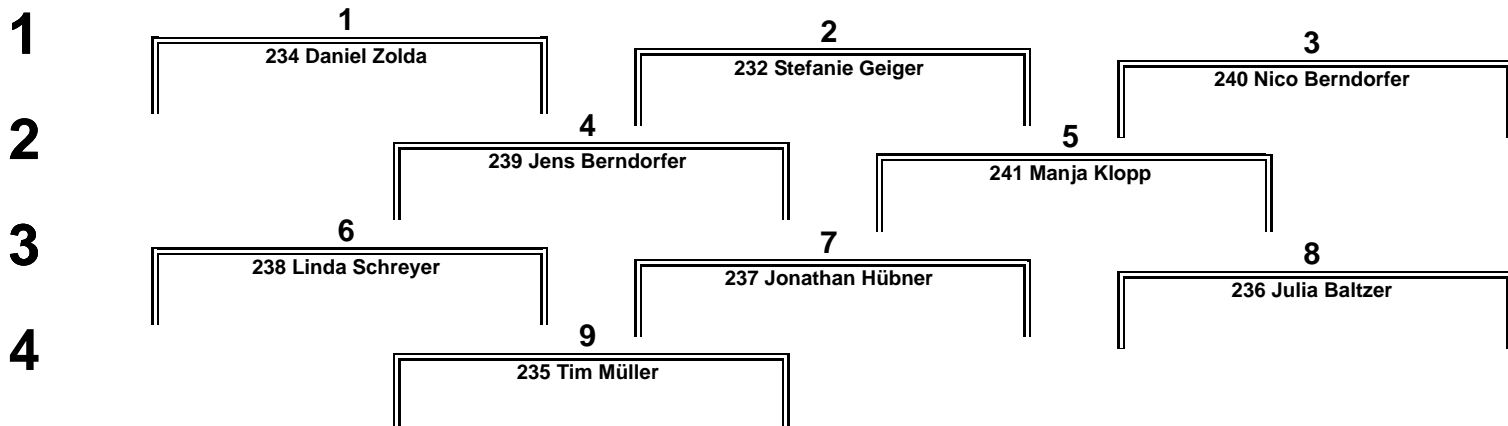 1
1
234 Daniel Zolda
2
232 Stefanie Geiger
3
240 Nico Berndorfer
2
4
239 Jens Berndorfer
5
241 Manja Klopp
3
6
238 Linda Schreyer
7
237 Jonathan Hübner
8
236 Julia Baltzer
4
9
235 Tim Müller